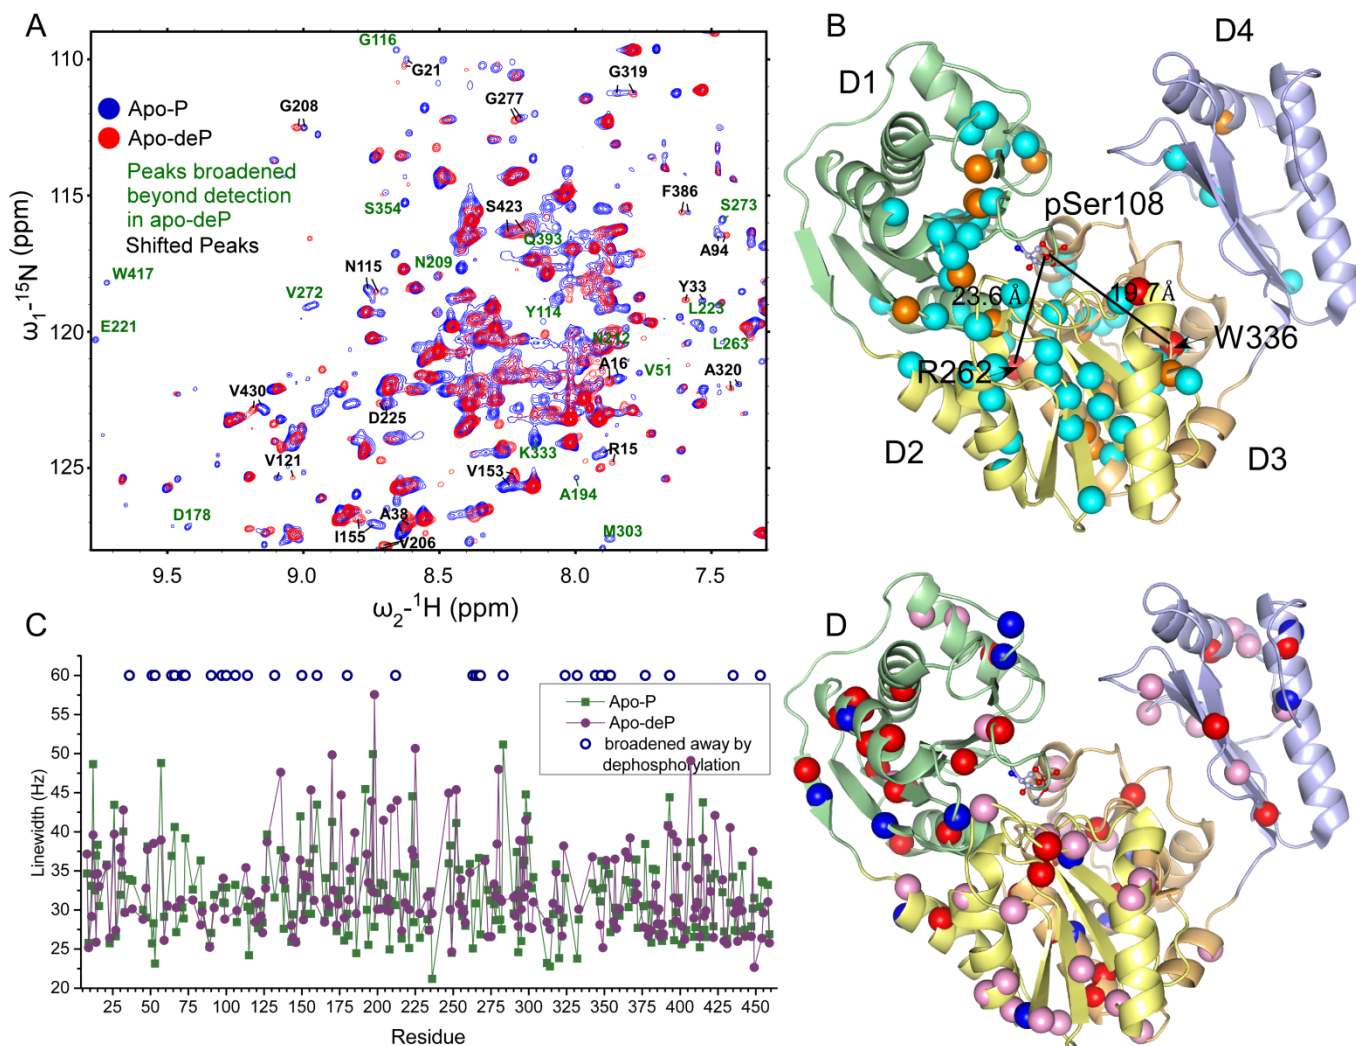 A
110
115
120
125
ω₁-¹⁵N (ppm)
9.5
9.0
8.5
8.0
7.5
ω₂-¹H (ppm)
Apo-P
Apo-deP
Peaks broadened
beyond detection
in apo-deP
Shifted Peaks
G116
G21
G319
G208
G277
F386
S273
S354
S423
Q393
A94
N209
W417
N115
V272
Y33
Y114
L223
E221
N212
L263
A16
V51
A320
V430
D225
K333
R15
V121
V153
A194
D178
A38
I155
V206
M303
B
D1
D4
pSer108
23.6 Å
19.7Å
W336
R262
D2
D3
C
Linewidth (Hz)
60
55
50
45
40
35
30
25
20
Apo-P
Apo-deP
broadened away by
dephosphorylation
25
50
75
100
125
150
175
200
225
250
275
300
325
350
375
400
425
450
Residue
D